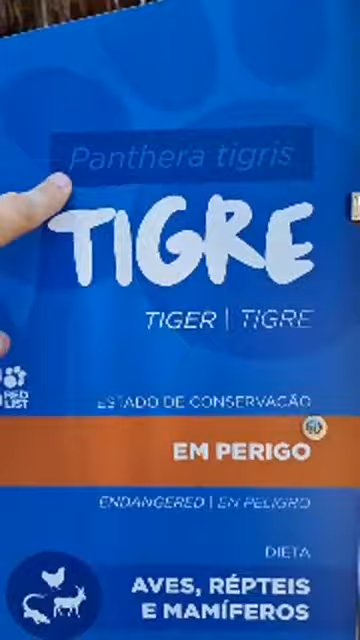 Panthera tigris
TIGRE
TIGER | TIGRE
RED
LIST
ESTADO DE CONSERVAÇÃO
EM PERIGO
ENDANGERED | EN PELIGRO
DIETA
AVES, RÉPTEIS
E MAMÍFEROS